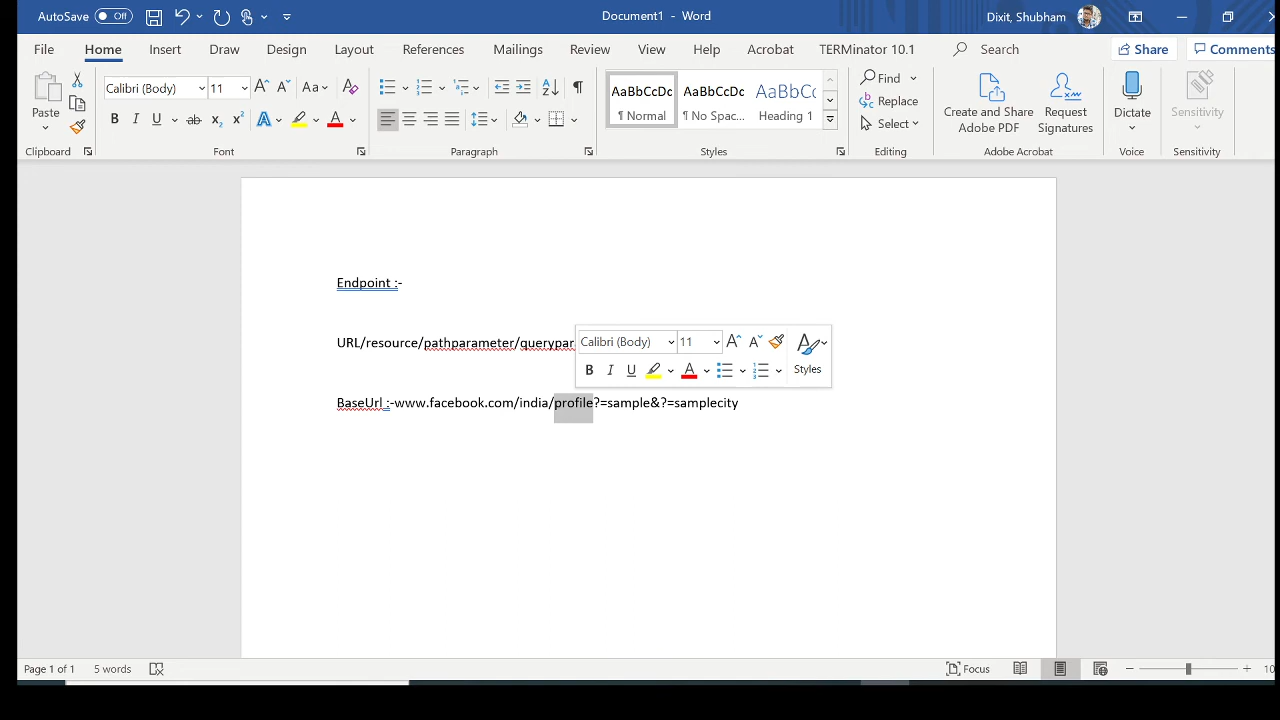 AutoSave Off Document1 - Word Dixit, Shubham
File Home Insert Draw Design Layout References Mailings Review View Help Acrobat TERMinator 10.1 Search Share Comments
Paste
Clipboard
Calibri (Body) 11
Font
Paragraph
AaBbCcDc AaBbCcDc AaBbCc
¶ Normal ¶ No Spac... Heading 1
Styles
Find
Replace
Select
Editing
Create and Share
Adobe PDF
Request
Signatures
Adobe Acrobat
Dictate
Voice
Sensitivity
Sensitivity
Endpoint :-
URL/resource/pathparameter/querypar
Calibri (Body) 11
B I U A Styles
BaseUrl :-www.facebook.com/india/profile?=sample&?=samplecity
Page 1 of 1 5 words Focus 10